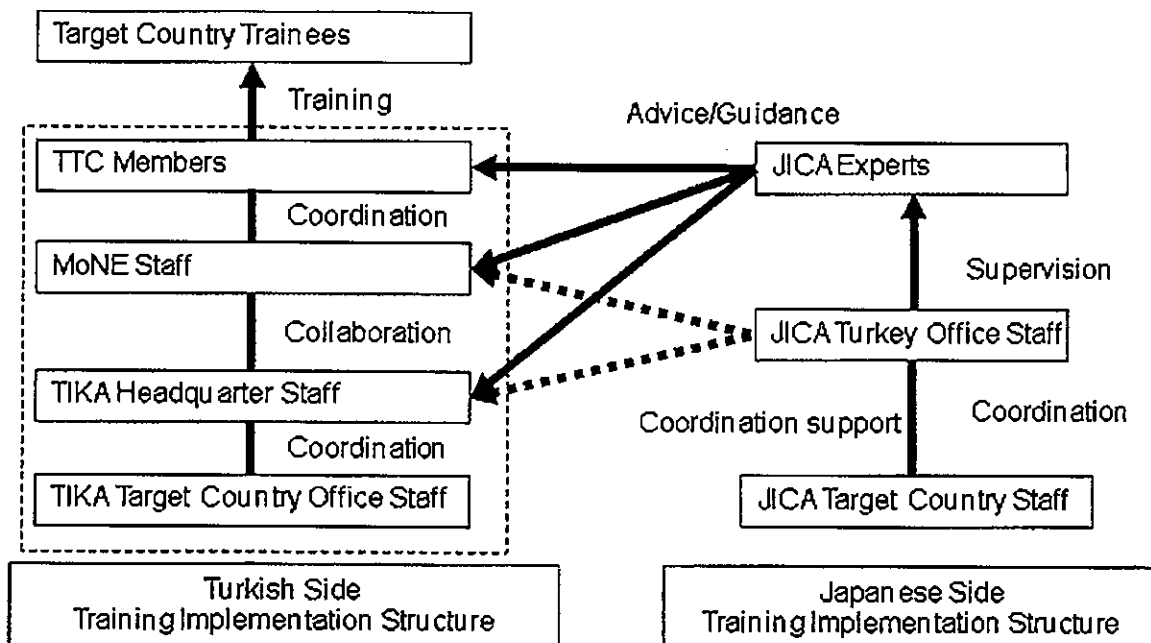 Target Country Trainees
Training
Advice/Guidance
TTC Members
JICA Experts
Coordination
MoNE Staff
Supervision
Collaboration
JICA Turkey Office Staff
TIKA Headquarter Staff
Coordination support
Coordination
Coordination
TIKA Target Country Office Staff
JICA Target Country Staff
Turkish Side
Training Implementation Structure
Japanese Side
Training Implementation Structure